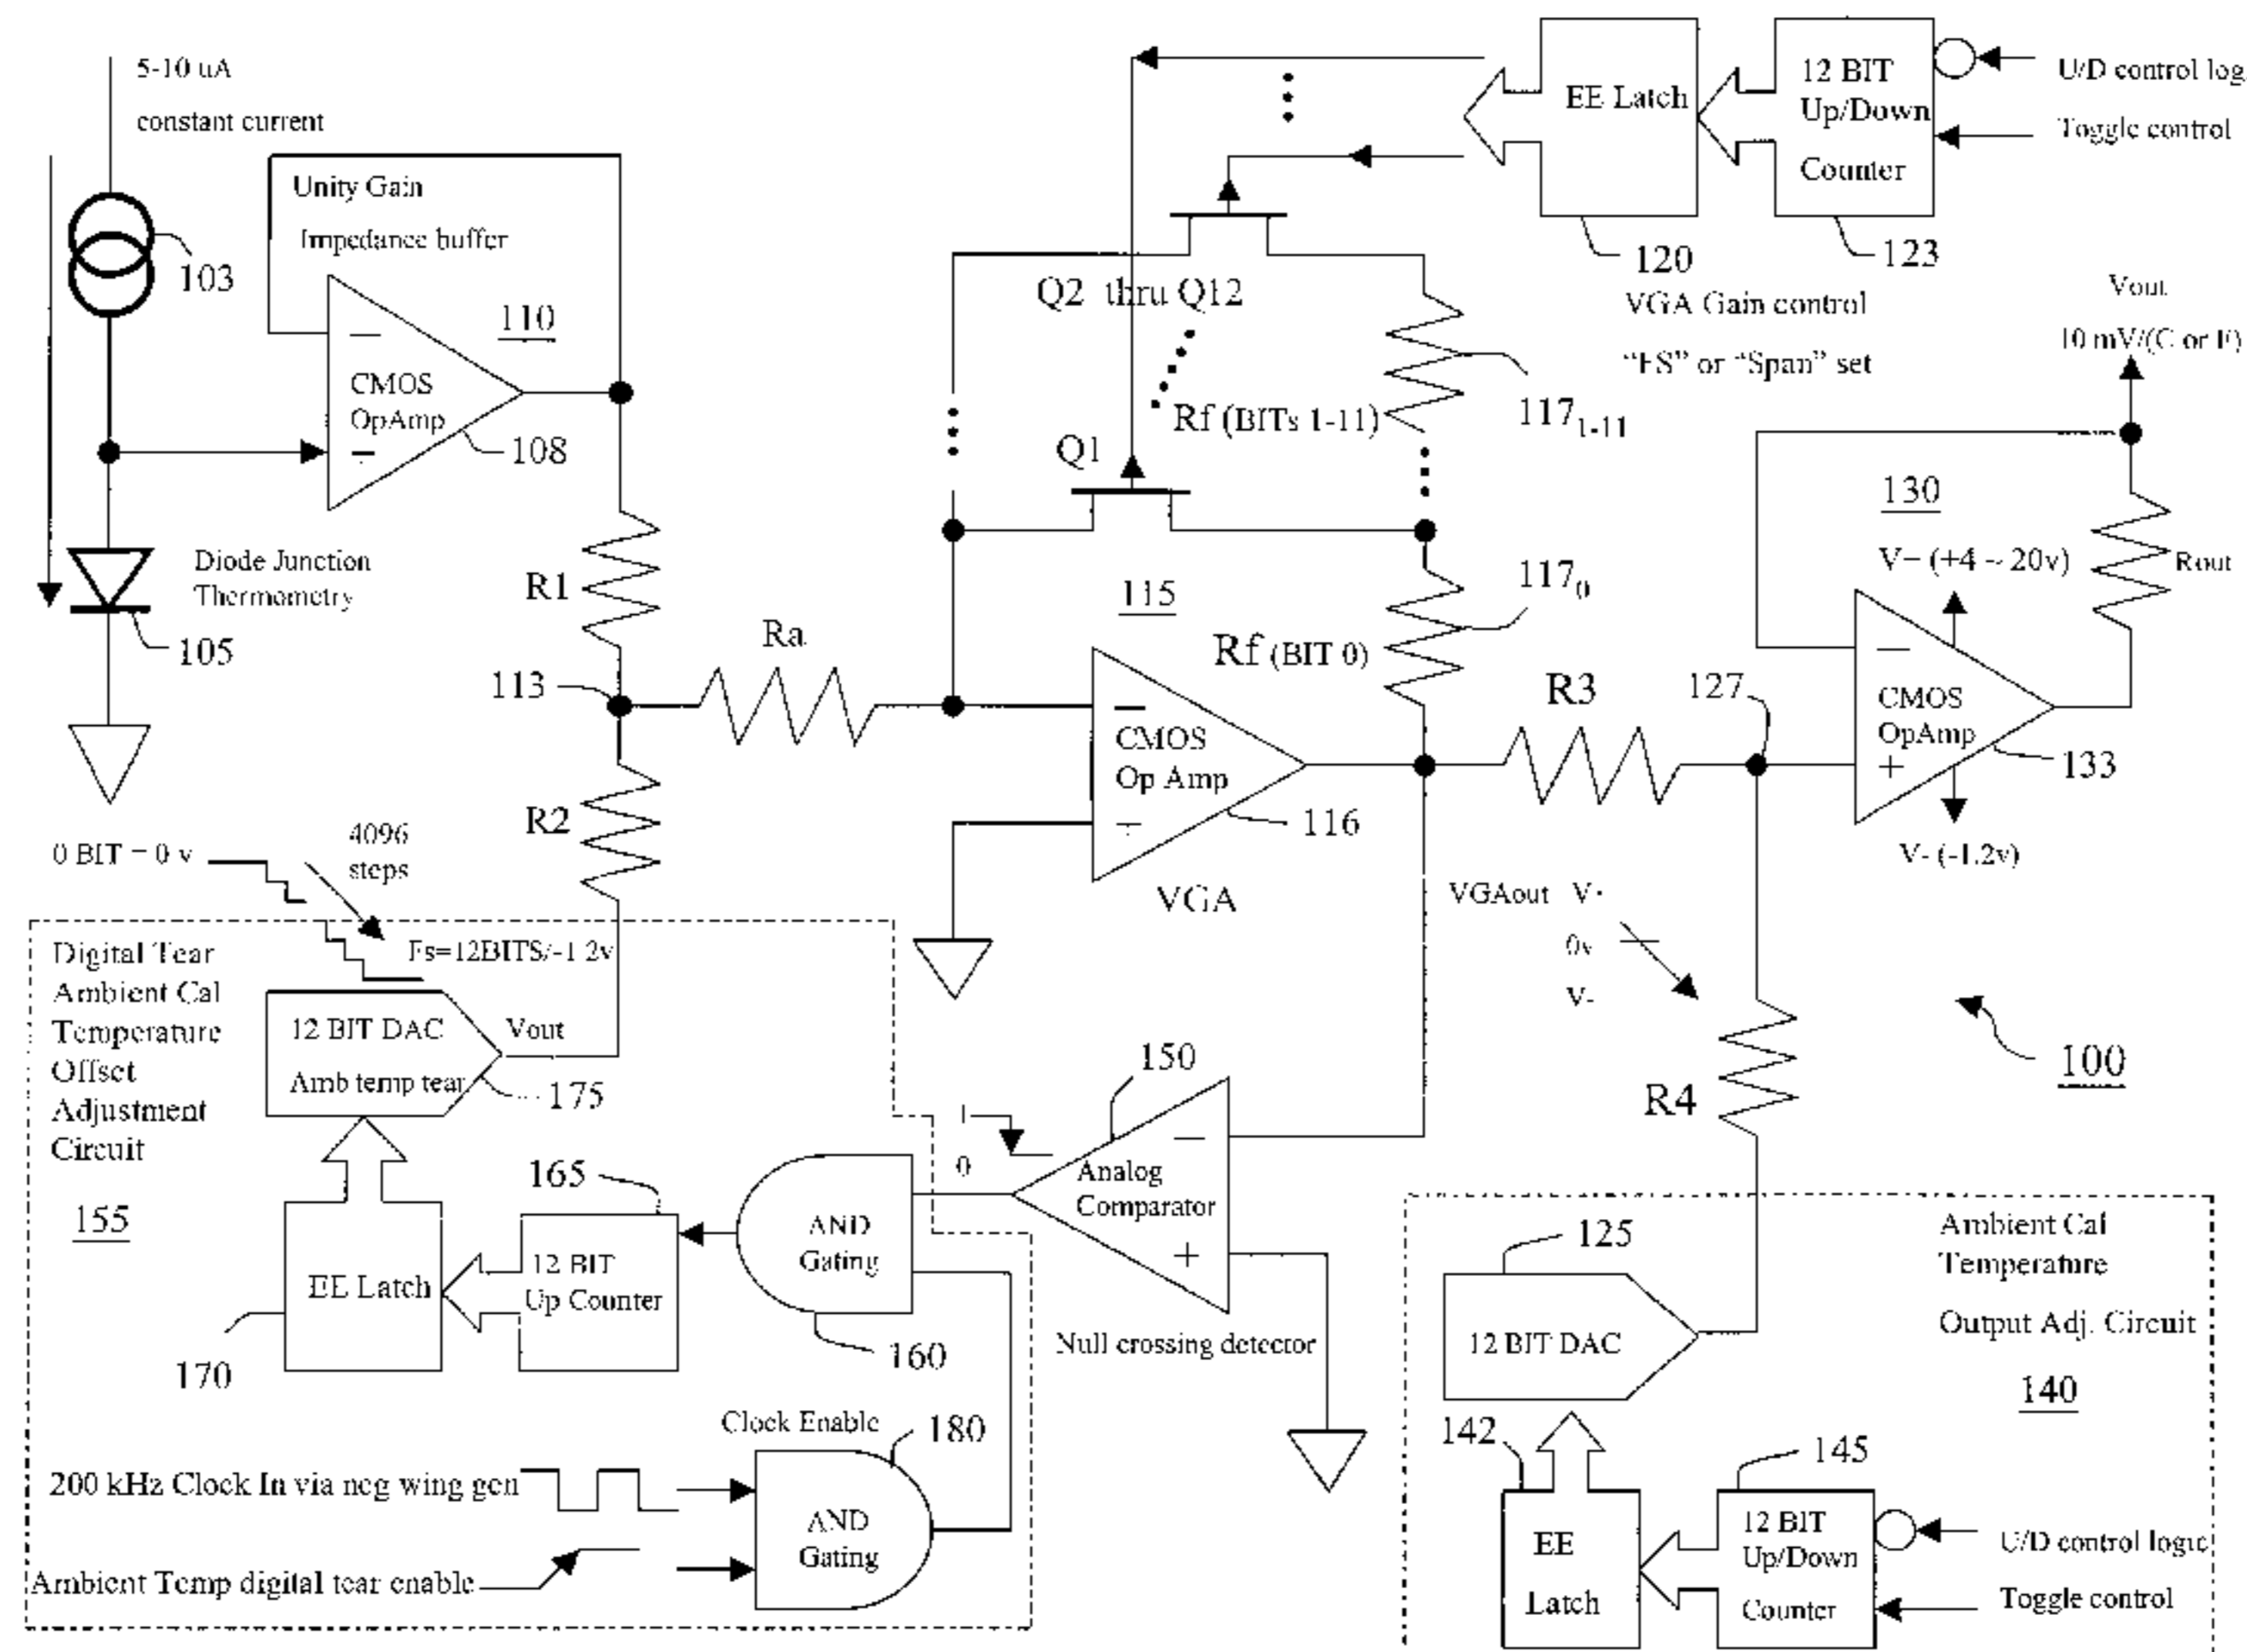 5-10 uA
constant current
103
Unity Gain
Impedance buffer
110
CMOS
OpAmp
108
Diode Junction
Thermometry
105
R1
113
R2
Ra
EE Latch
12 BIT
Up/Down
Counter
U/D control log
Toggle control
120
123
VGA Gain control
"FS" or "Span" set
Q2 thru Q12
Rf (BITs 1-11)
117 1-11
Q1
115
117 0
Rf (BIT 0)
CMOS
Op Amp
116
VGA
R3
127
Vout
10 mV/(C or F)
130
V+ (+4 ~ 20v)
Rout
CMOS
OpAmp
+
133
V- (-1.2v)
VGAout V+
0v
V-
R4
100
0 BIT = 0 v
4096
steps
Fs=12BITS/-1.2v
Digital Tear
Ambient Cal
Temperature
Offset
Adjustment
Circuit
155
12 BIT DAC
Amb temp tear
Vout
175
EE Latch
170
165
12 BIT
Up Counter
AND
Gating
160
1
0
150
Analog
Comparator
+
Null crossing detector
Clock Enable
180
200 kHz Clock In via neg wing gen
AND
Gating
Ambient Temp digital tear enable
125
12 BIT DAC
Ambient Cal
Temperature
Output Adj. Circuit
140
142
EE
Latch
145
12 BIT
Up/Down
Counter
U/D control logic
Toggle control